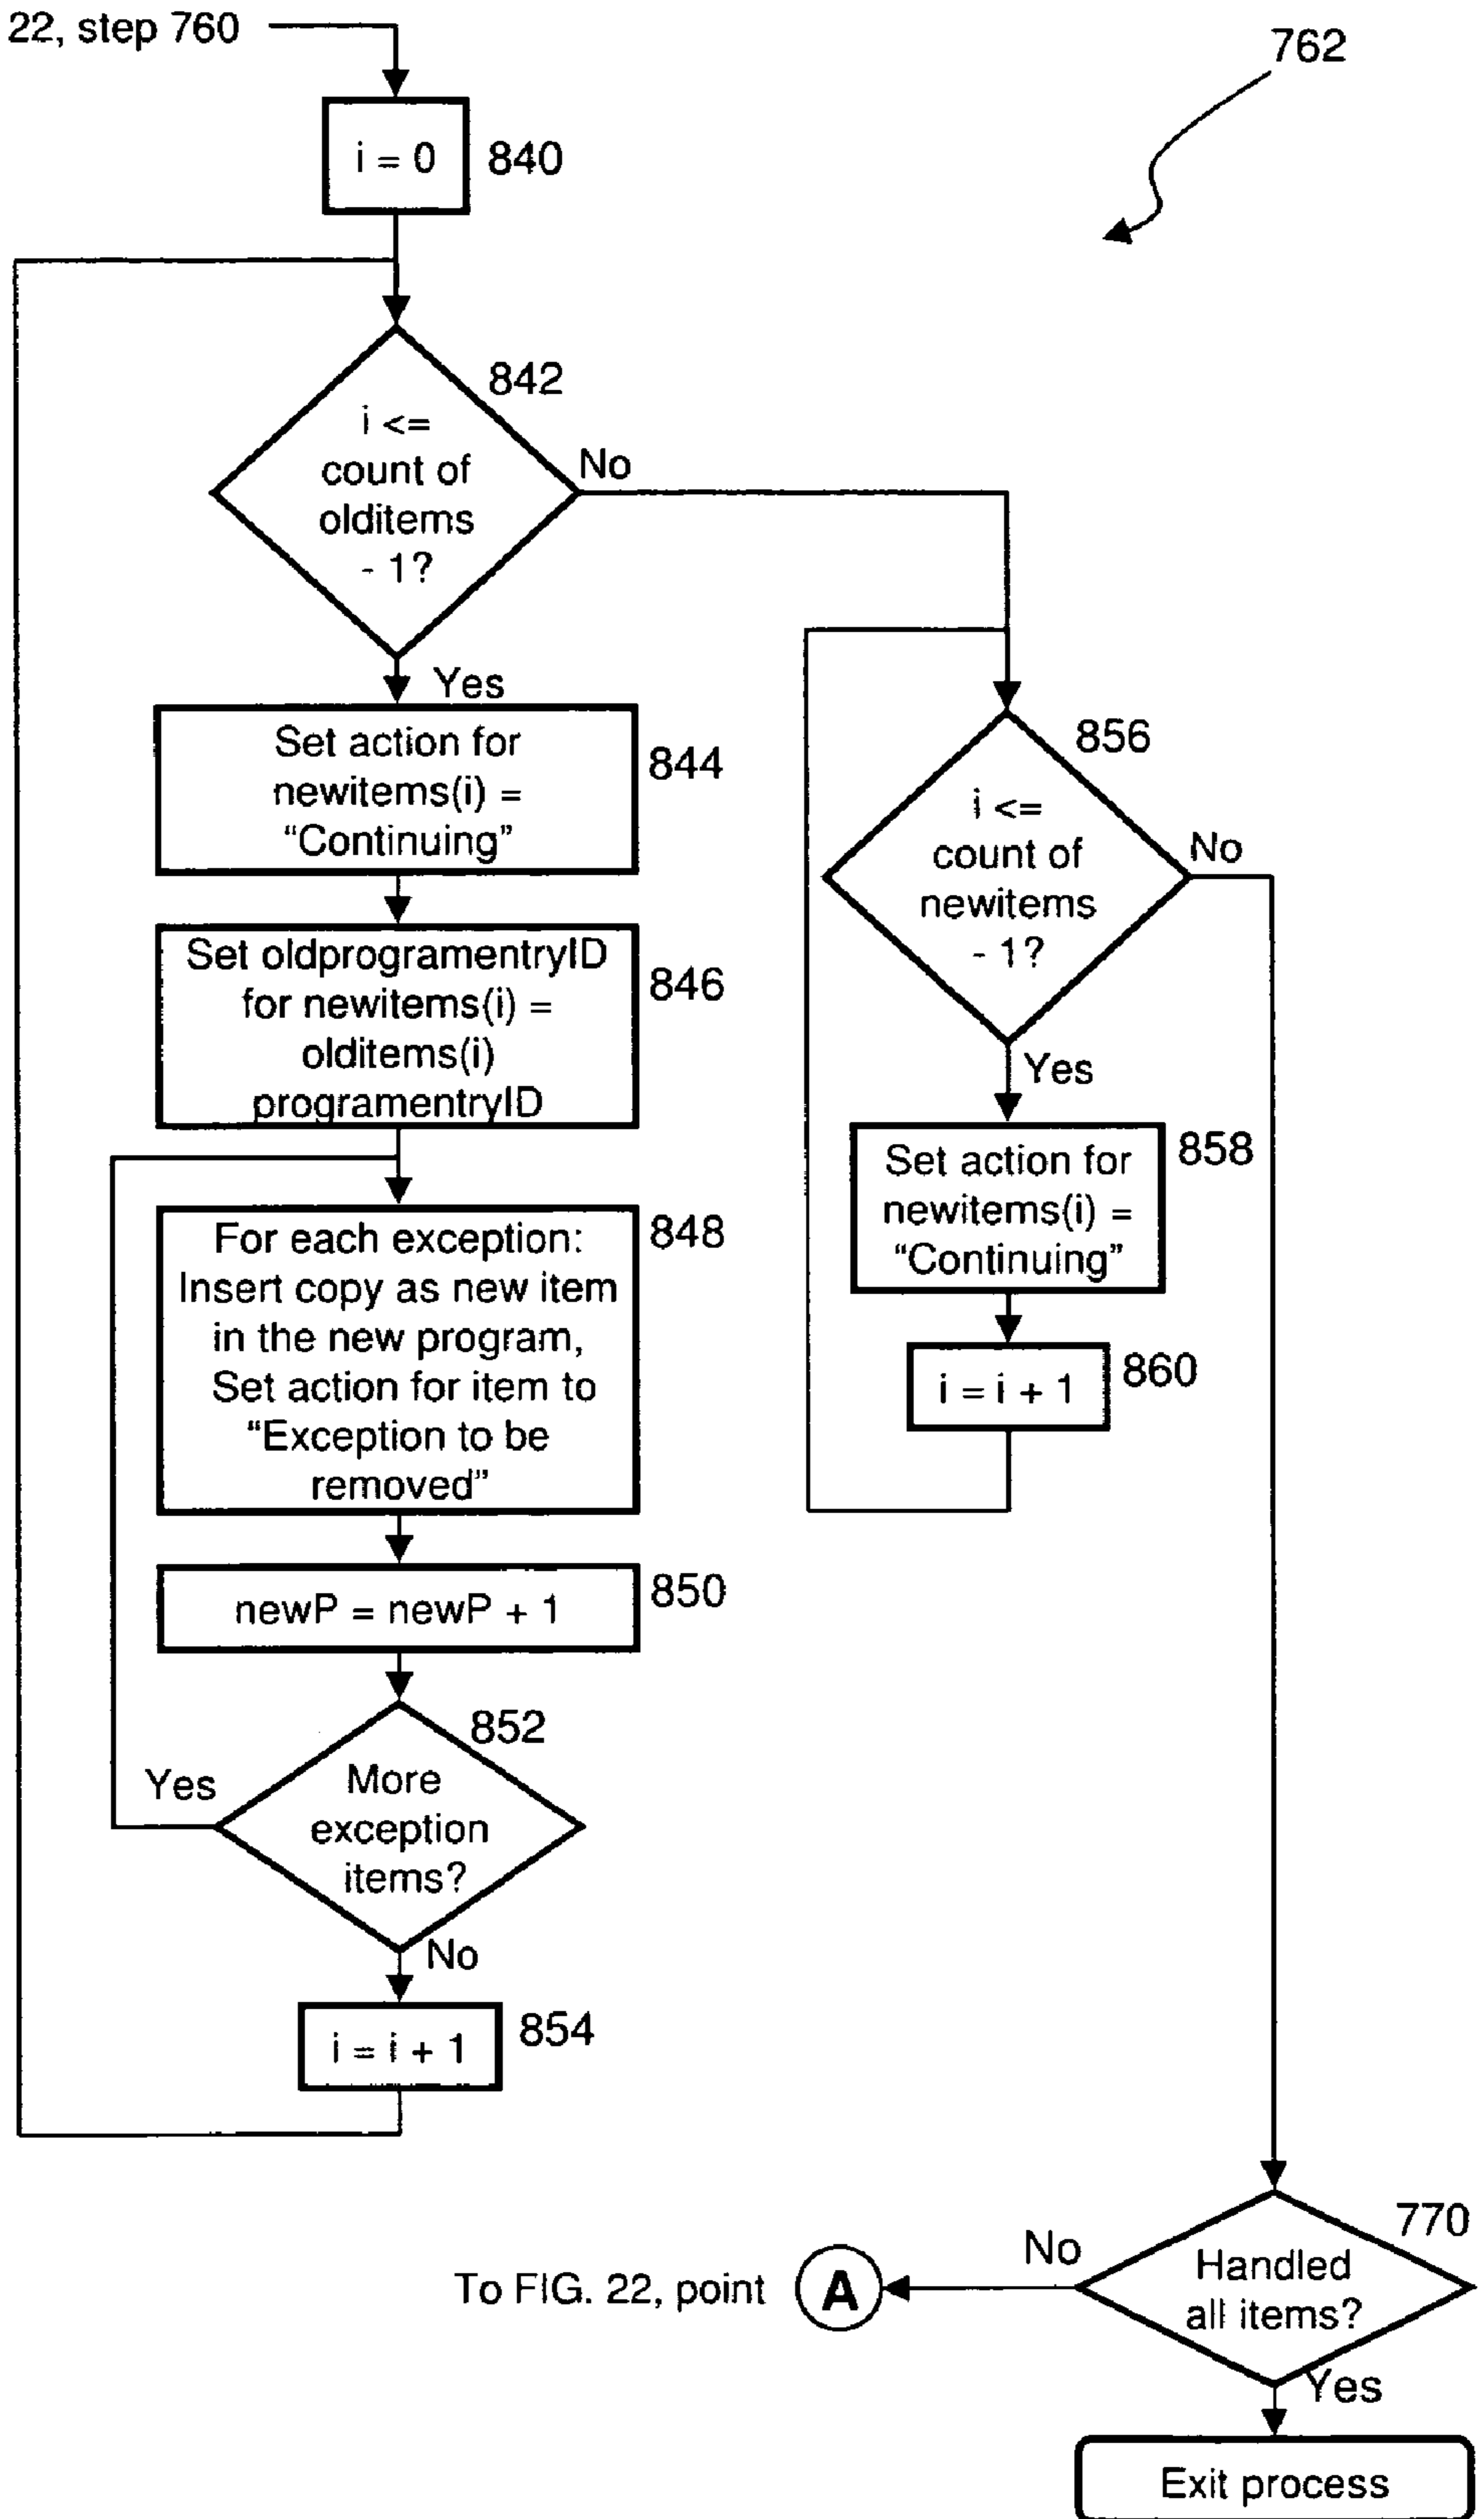 22, step 760
762
i = 0
840
842
i <=
count of
olditems
- 1?
No
Yes
Set action for
newitems(i) =
“Continuing”
844
Set oldprogramentryID
for newitems(i) =
olditems(i)
programentryID
846
For each exception:
Insert copy as new item
in the new program,
Set action for item to
“Exception to be
removed”
848
newP = newP + 1
850
852
More
exception
items?
Yes
No
i = i + 1
854
856
i <=
count of
newitems
- 1?
No
Yes
Set action for
newitems(i) =
“Continuing”
858
i = i + 1
860
770
Handled
all items?
No
To FIG. 22, point
A
Yes
Exit process